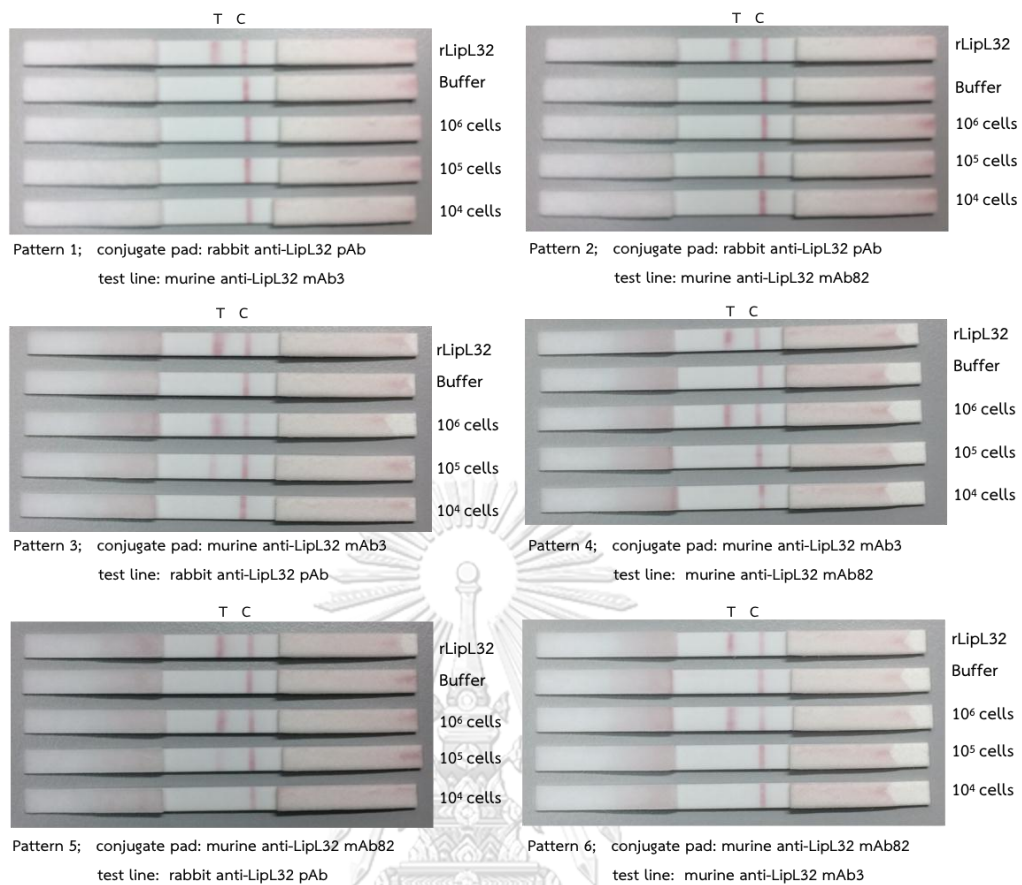 T C
rLipL32
Buffer
10⁶ cells
10⁵ cells
10⁴ cells
Pattern 1; conjugate pad: rabbit anti-LipL32 pAb
test line: murine anti-LipL32 mAb3
T C
rLipL32
Buffer
10⁶ cells
10⁵ cells
10⁴ cells
Pattern 2; conjugate pad: rabbit anti-LipL32 pAb
test line: murine anti-LipL32 mAb82
T C
rLipL32
Buffer
10⁶ cells
10⁵ cells
10⁴ cells
Pattern 3; conjugate pad: murine anti-LipL32 mAb3
test line: rabbit anti-LipL32 pAb
T C
rLipL32
Buffer
10⁶ cells
10⁵ cells
10⁴ cells
Pattern 4; conjugate pad: murine anti-LipL32 mAb3
test line: murine anti-LipL32 mAb82
T C
rLipL32
Buffer
10⁶ cells
10⁵ cells
10⁴ cells
Pattern 5; conjugate pad: murine anti-LipL32 mAb82
test line: rabbit anti-LipL32 pAb
T C
rLipL32
Buffer
10⁶ cells
10⁵ cells
10⁴ cells
Pattern 6; conjugate pad: murine anti-LipL32 mAb82
test line: murine anti-LipL32 mAb3